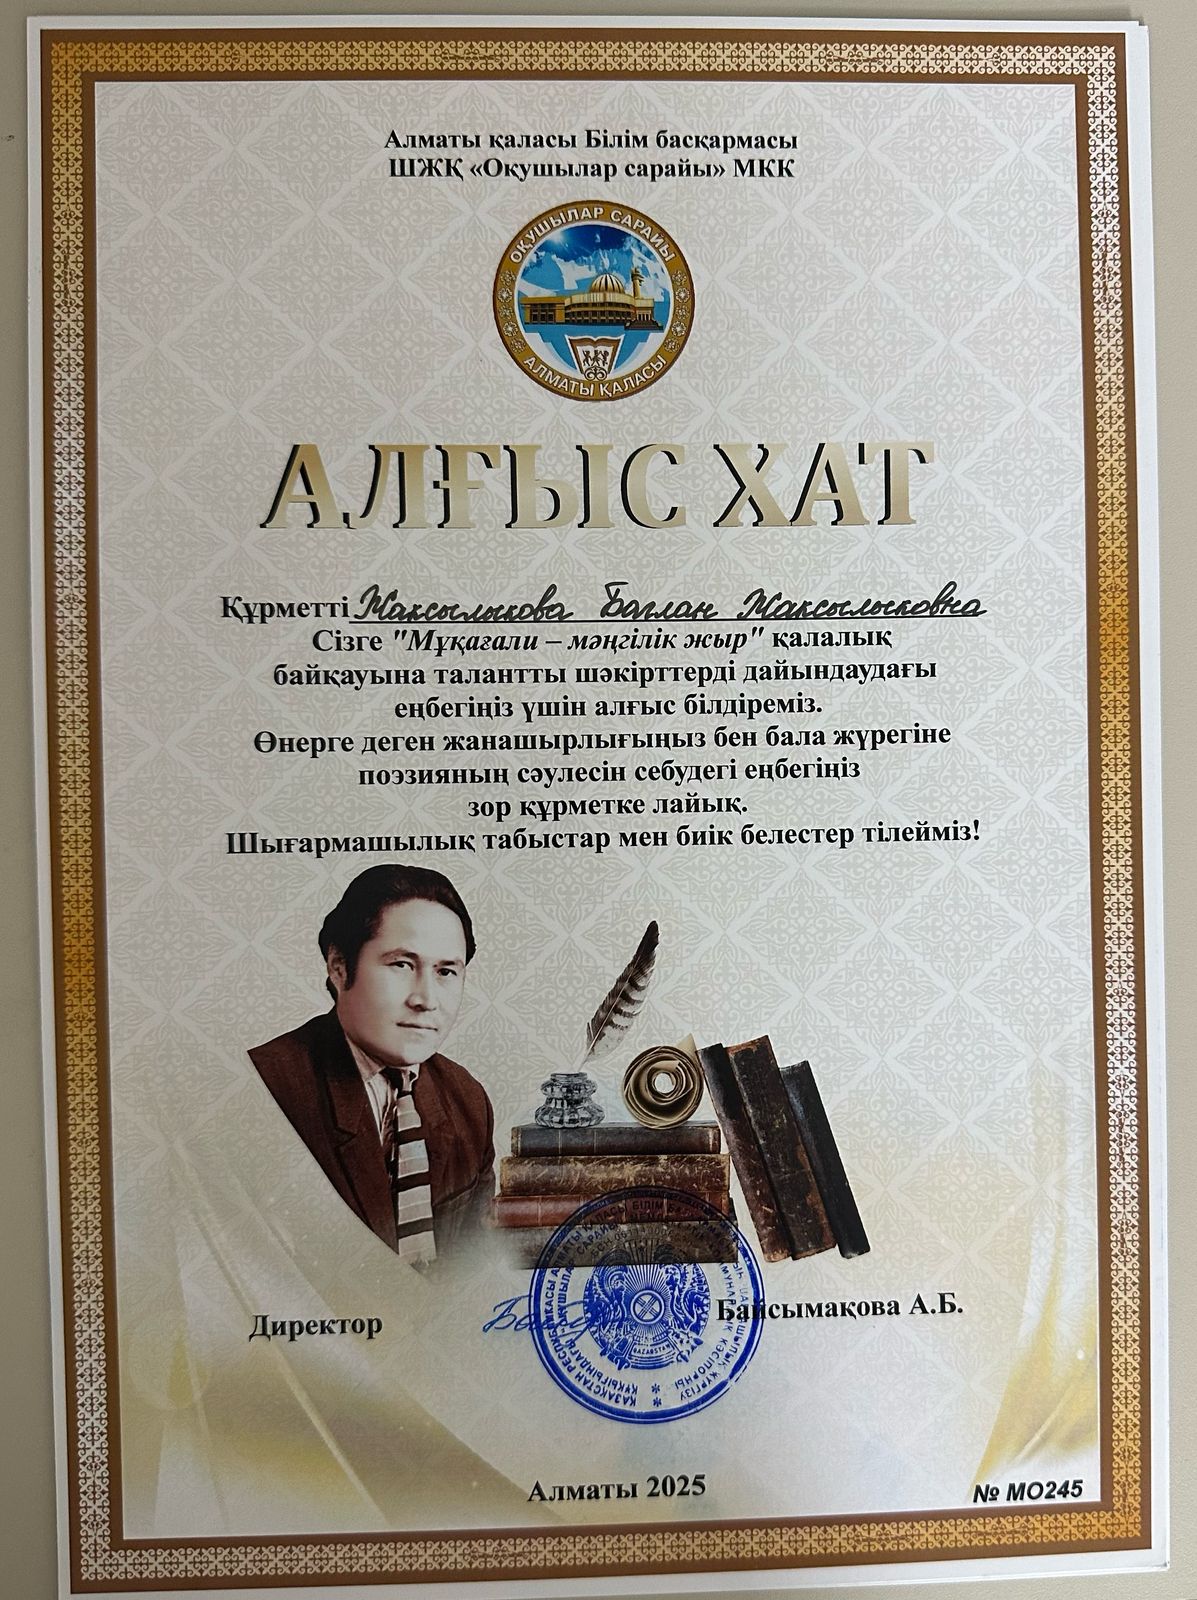 Алматы қаласы Білім басқармасы
ШЖҚ «Оқушылар сарайы» МКК
ОҚУШЫЛАР САРАЙЫ
АЛМАТЫ ҚАЛАСЫ
АЛҒЫС ХАТ
Құрметті Жаксылыкова Баглан Жаксылыковна
Сізге "Мұқағали – мәңгілік жыр" қалалық
байқауына талантты шәкірттерді дайындаудағы
еңбегіңіз үшін алғыс білдіреміз.
Өнерге деген жанашырлығыңыз бен бала жүрегіне
поэзияның сәулесін себудегі еңбегіңіз
зор құрметке лайық.
Шығармашылық табыстар мен биік белестер тілейміз!
Директор
Байсымақова А.Б.
QAZAQSTAN
Алматы 2025
№ МО245